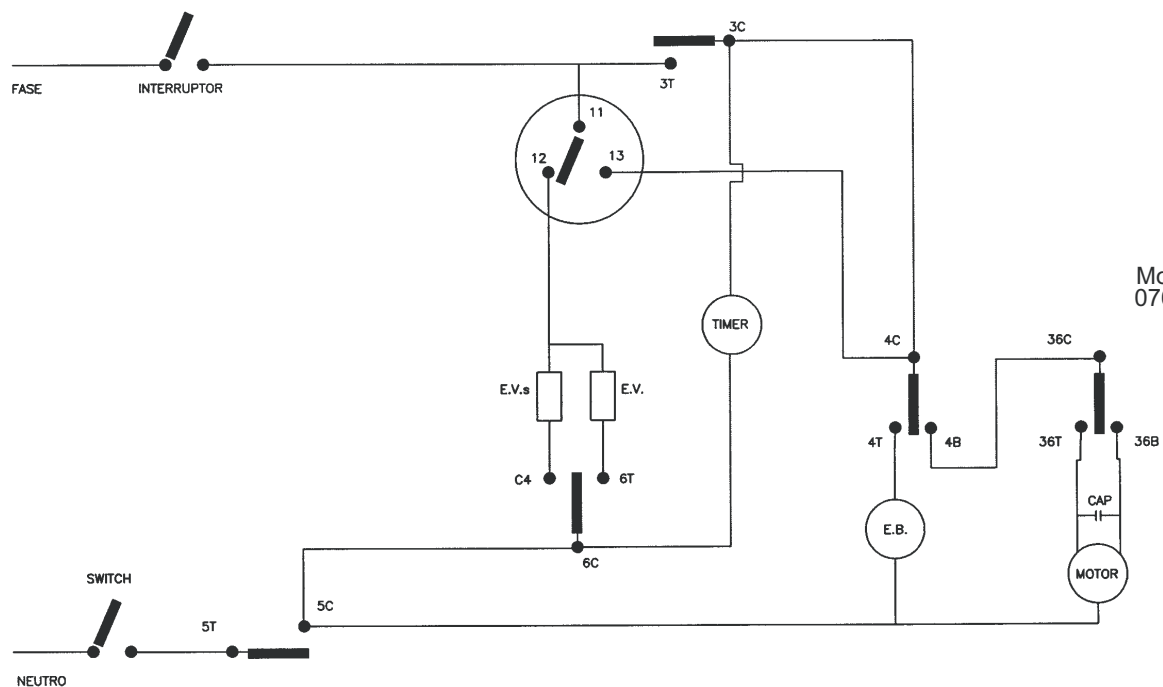 3C
FASE
INTERRUPTOR
3T
11
12
13
TIMER
4C
36C
E.V.s
E.V.
4T
4B
36T
36B
C4
6T
CAP
E.B.
6C
MOTOR
SWITCH
5C
5T
NEUTRO